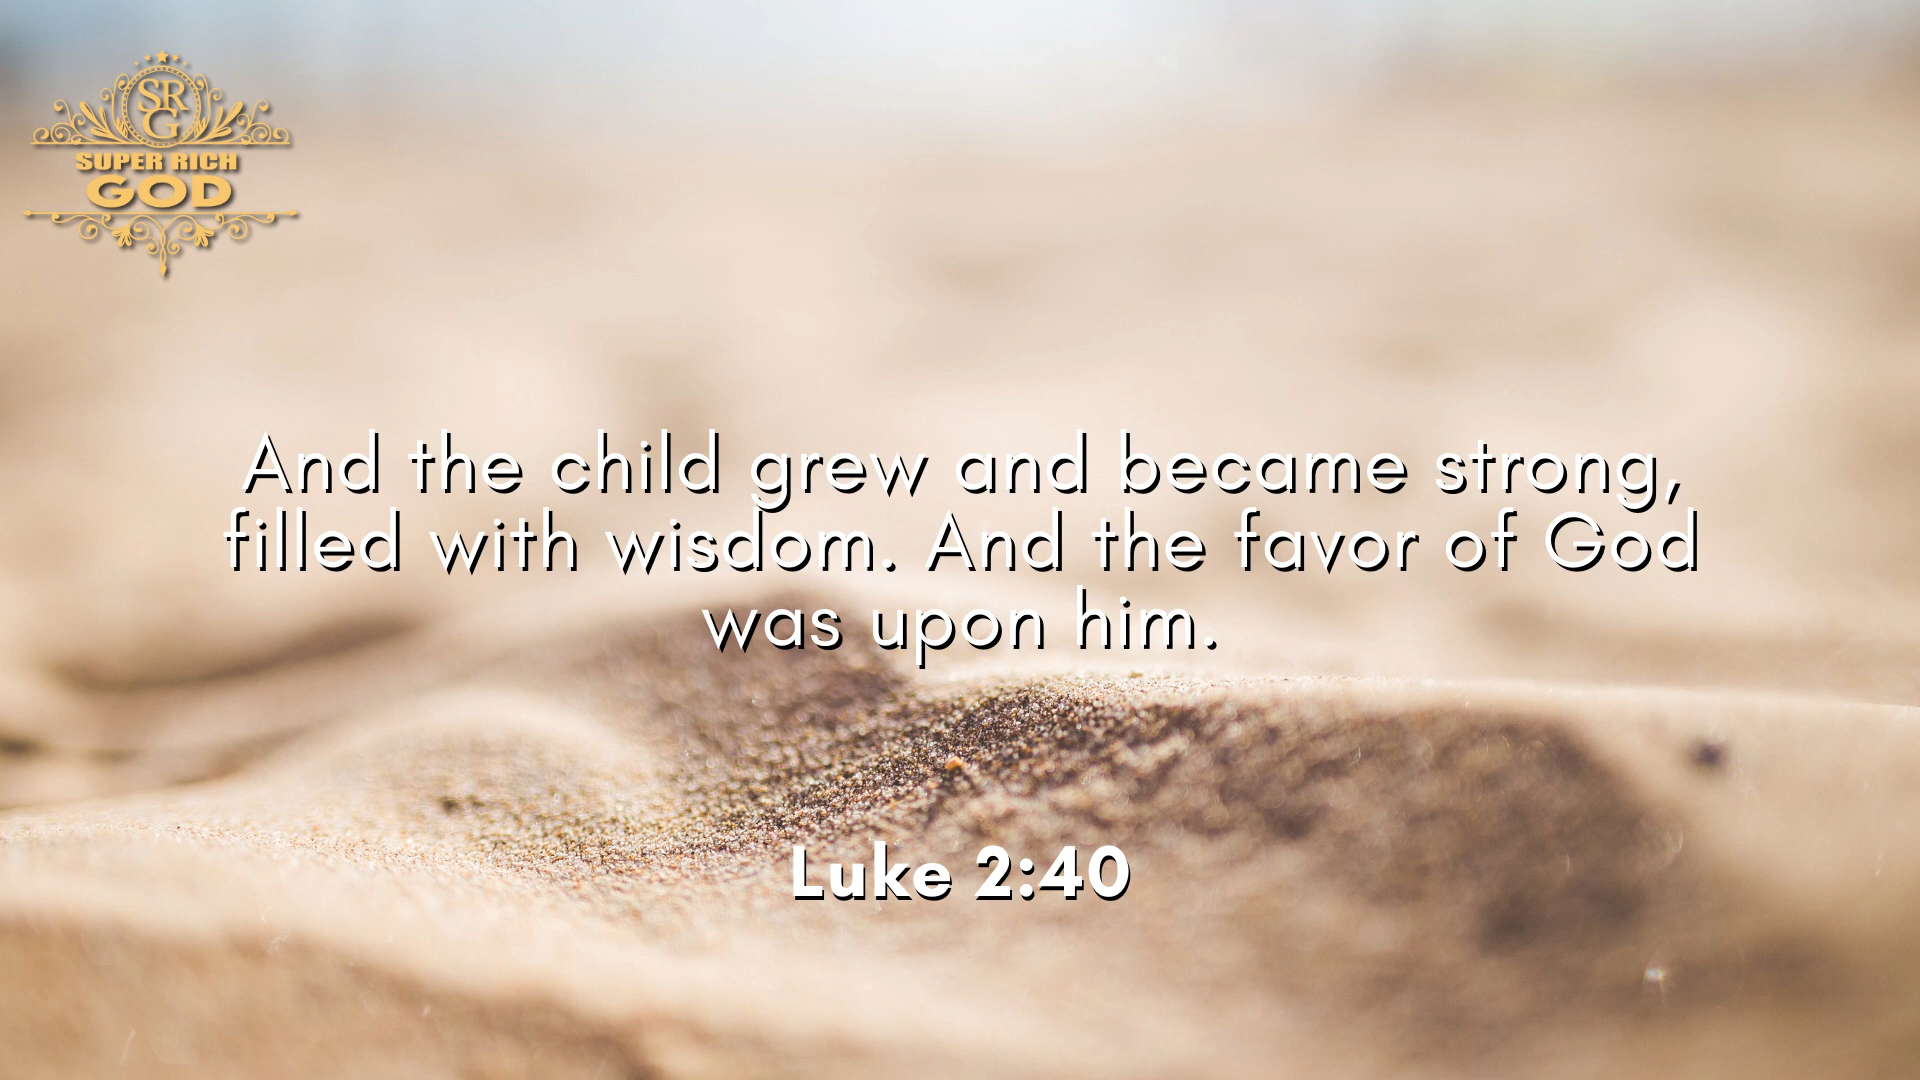 SRG
SUPER RICH
GOD
And the child grew and became strong,
filled with wisdom. And the favor of God
was upon him.
Luke 2:40